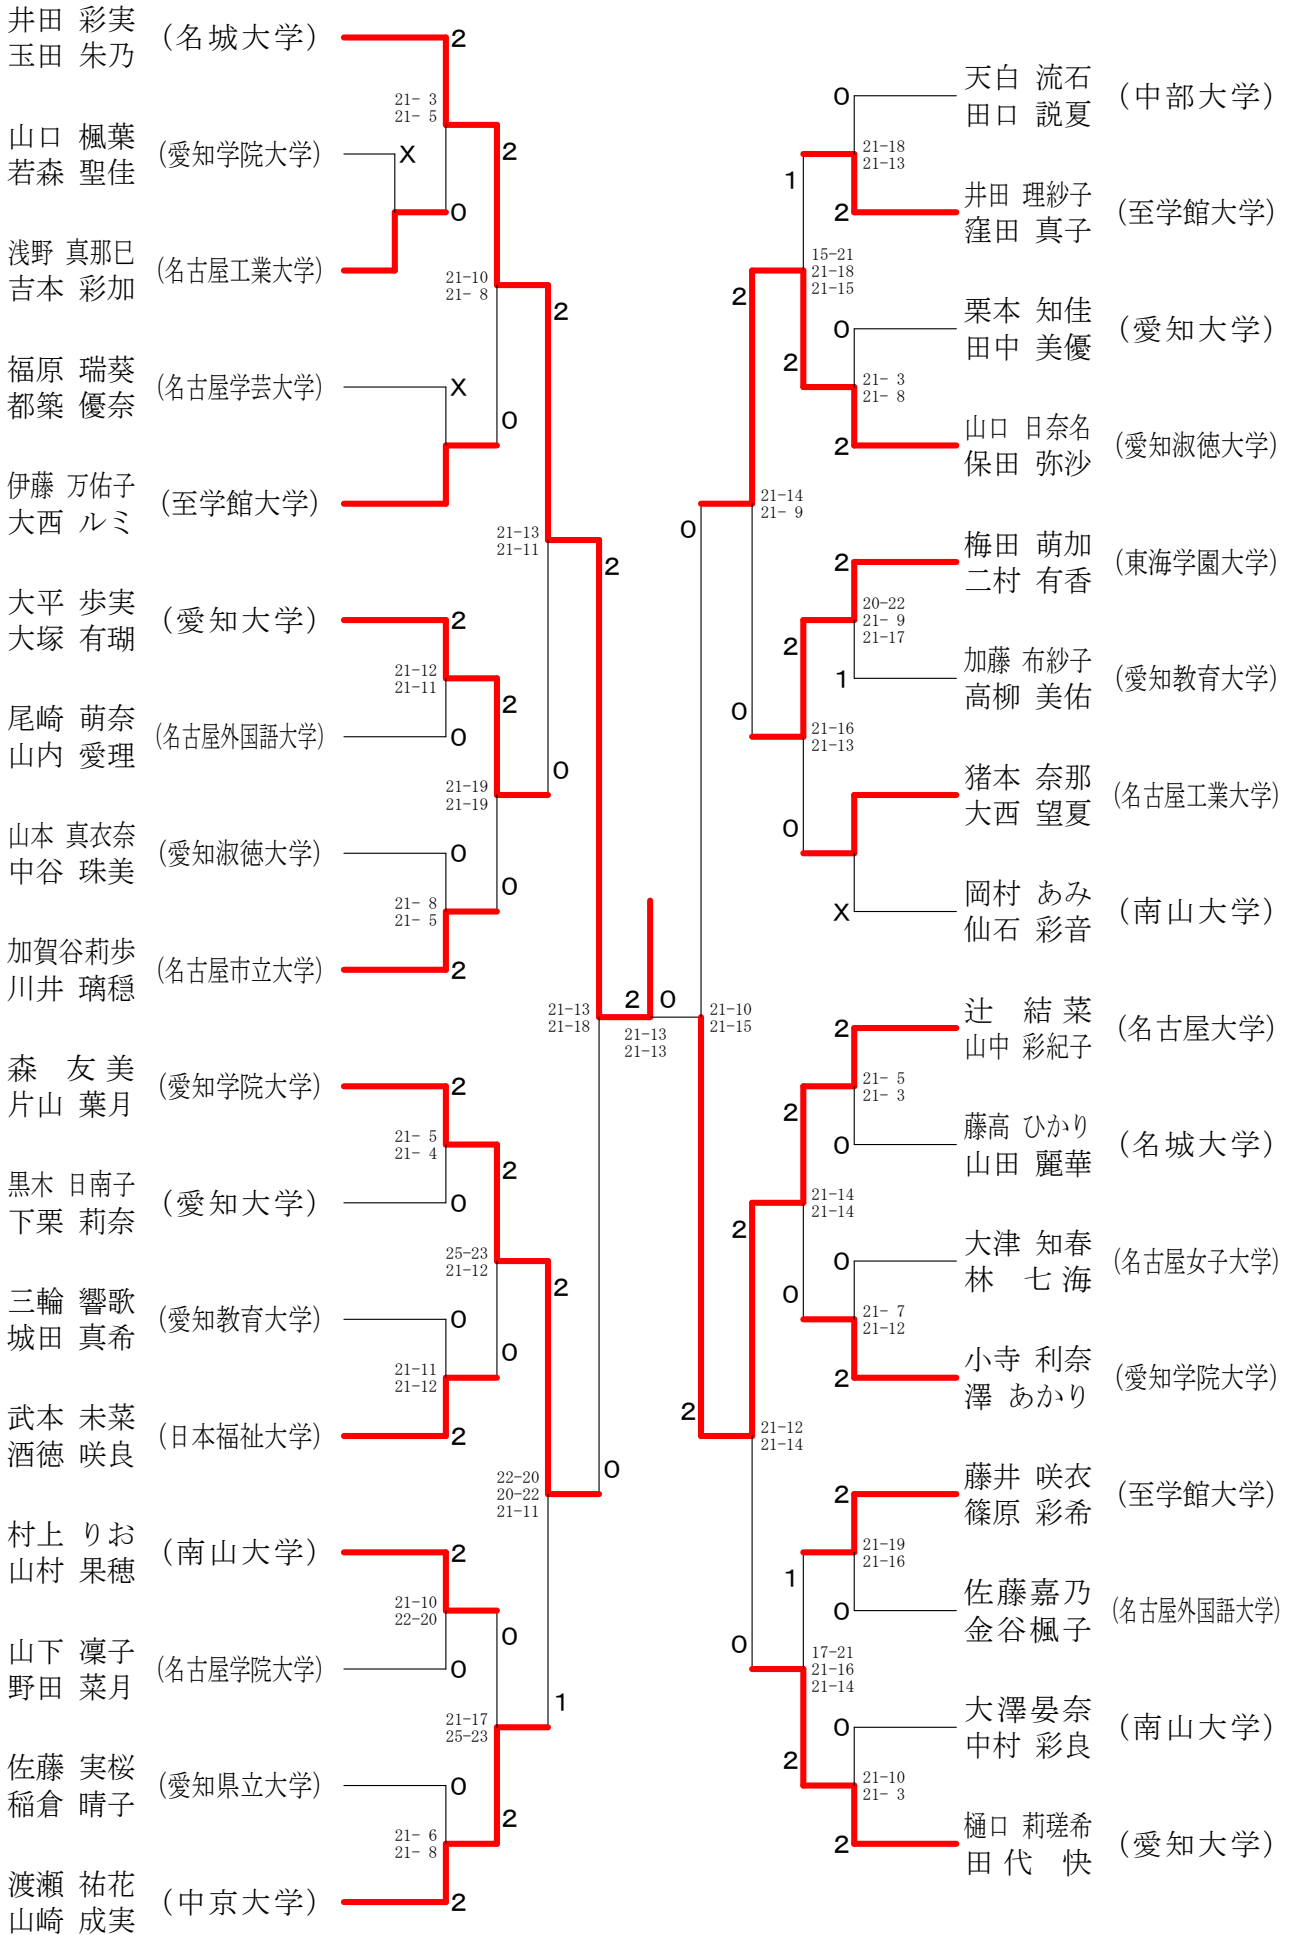 井田 彩実
玉田 朱乃
(名城大学)
2
21- 3
21- 5
山口 楓葉
若森 聖佳
(愛知学院大学)
X
2
0
浅野 真那巳
吉本 彩加
(名古屋工業大学)
21-10
21- 8
2
福原 瑞葵
都築 優奈
(名古屋学芸大学)
X
0
伊藤 万佑子
大西 ルミ
(至学館大学)
21-13
21-11
2
大平 歩実
大塚 有瑚
(愛知大学)
2
21-12
21-11
2
尾崎 萌奈
山内 愛理
(名古屋外国語大学)
0
0
21-19
21-19
山本 真衣奈
中谷 珠美
(愛知淑徳大学)
0
0
21- 8
21- 5
加賀谷莉歩
川井 璃穏
(名古屋市立大学)
2
21-13
21-18
森 友美
片山 葉月
(愛知学院大学)
2
21- 5
21- 4
2
黒木 日南子
下栗 莉奈
(愛知大学)
0
25-23
21-12
2
三輪 響歌
城田 真希
(愛知教育大学)
0
0
21-11
21-12
武本 未菜
酒徳 咲良
(日本福祉大学)
2
22-20
20-22
21-11
0
村上 りお
山村 果穂
(南山大学)
2
21-10
22-20
0
山下 凜子
野田 菜月
(名古屋学院大学)
0
1
21-17
25-23
佐藤 実桜
稲倉 晴子
(愛知県立大学)
0
2
21- 6
21- 8
渡瀬 祐花
山崎 成実
(中京大学)
2
2
0
21-13
21-13
天白 流石
田口 説夏
(中部大学)
0
21-18
21-13
1
井田 理紗子
窪田 真子
(至学館大学)
2
15-21
21-18
21-15
2
栗本 知佳
田中 美優
(愛知大学)
0
2
21- 3
21- 8
山口 日奈名
保田 弥沙
(愛知淑徳大学)
2
21-14
21- 9
0
梅田 萌加
二村 有香
(東海学園大学)
2
20-22
21- 9
21-17
2
加藤 布紗子
高柳 美佑
(愛知教育大学)
1
0
21-16
21-13
猪本 奈那
大西 望夏
(名古屋工業大学)
0
岡村 あみ
仙石 彩音
(南山大学)
X
21-10
21-15
辻 結菜
山中 彩紀子
(名古屋大学)
2
21- 5
21- 3
2
藤高 ひかり
山田 麗華
(名城大学)
0
21-14
21-14
2
大津 知春
林 七海
(名古屋女子大学)
0
0
21- 7
21-12
小寺 利奈
澤 あかり
(愛知学院大学)
2
2
21-12
21-14
藤井 咲衣
篠原 彩希
(至学館大学)
2
21-19
21-16
1
佐藤嘉乃
金谷楓子
(名古屋外国語大学)
0
0
17-21
21-16
21-14
大澤晏奈
中村 彩良
(南山大学)
0
2
21-10
21- 3
樋口 莉瑳希
田代 快
(愛知大学)
2